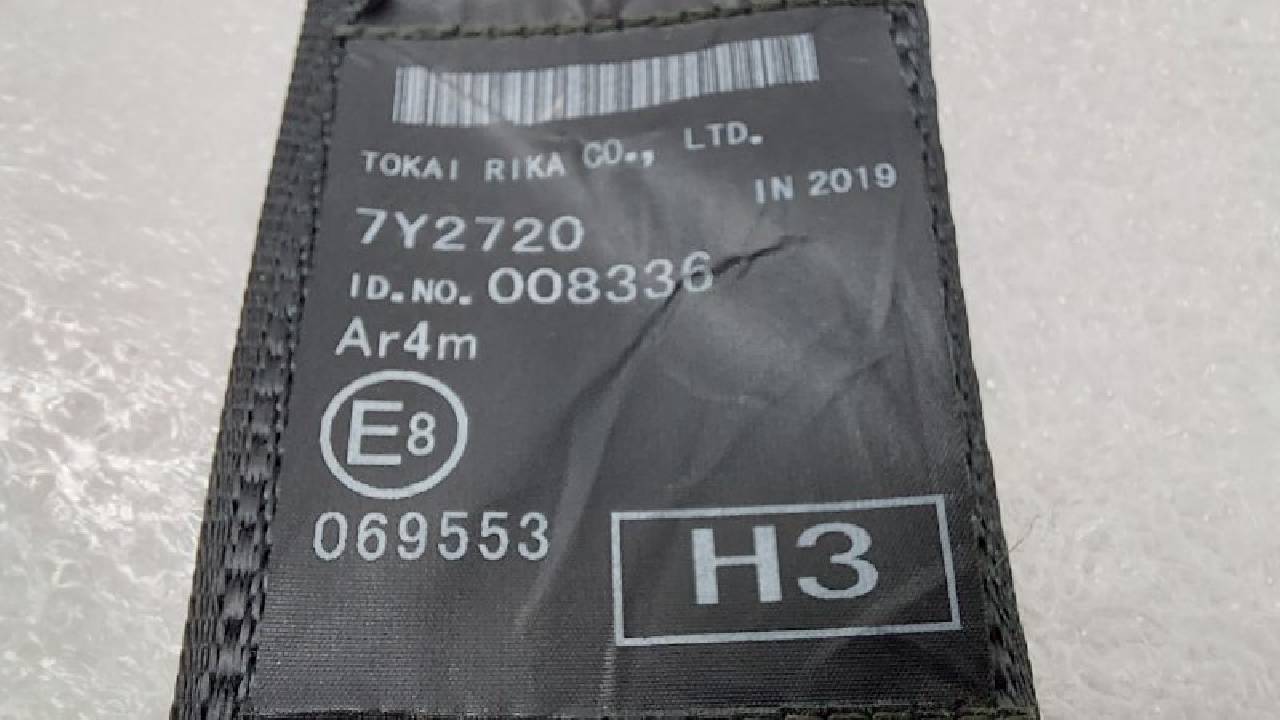 TOKAI RIKA CO., LTD.
IN 2019
7Y2720
ID.NO. 008336
Ar4m
E8
069553
H3